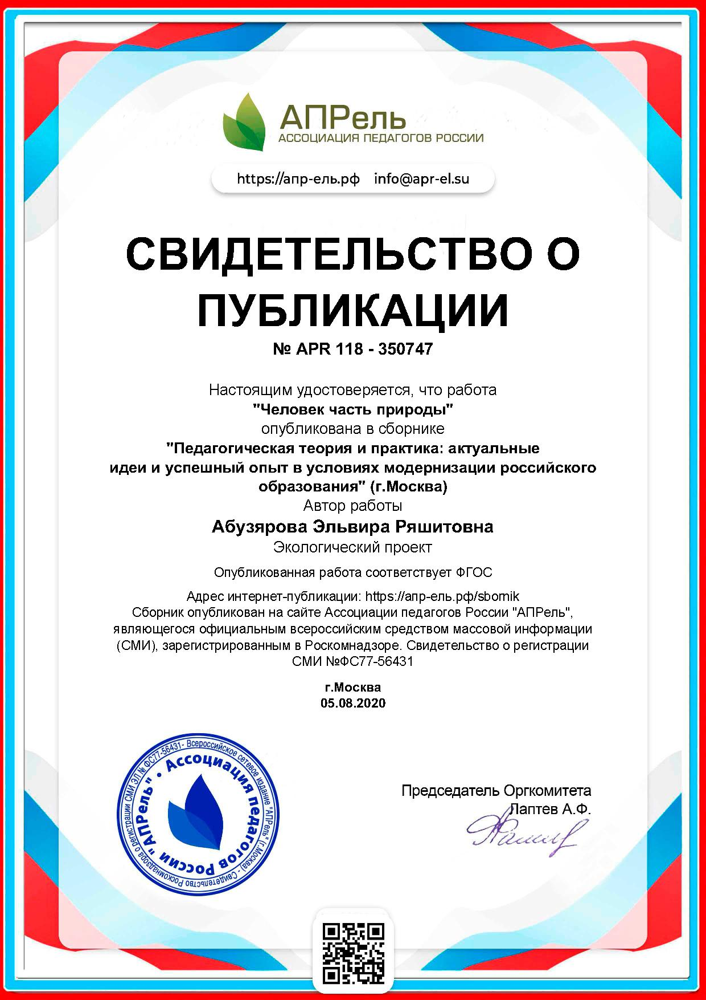 АПРель
АССОЦИАЦИЯ ПЕДАГОГОВ РОССИИ
https://апр-ель.рф info@apr-el.su
СВИДЕТЕЛЬСТВО О
ПУБЛИКАЦИИ
№ APR 118 - 350747
Настоящим удостоверяется, что работа
"Человек часть природы"
опубликована в сборнике
"Педагогическая теория и практика: актуальные
идеи и успешный опыт в условиях модернизации российского
образования" (г.Москва)
Автор работы
Абузярова Эльвира Ряшитовна
Экологический проект
Опубликованная работа соответствует ФГОС
Адрес интернет-публикации: https://апр-ель.рф/sbornik
Сборник опубликован на сайте Ассоциации педагогов России "АПРель",
являющегося официальным всероссийским средством массовой информации
(СМИ), зарегистрированным в Роскомнадзоре. Свидетельство о регистрации
СМИ №ФС77-56431
г.Москва
05.08.2020
Всероссийское сетевое издание "АПРель" (г.Москва) - Свидетельство Роскомнадзора о регистрации СМИ ЭЛ № ФС77-56431-
Ассоциация педагогов России "АПРель" •
Председатель Оргкомитета
Лаптев А.Ф.